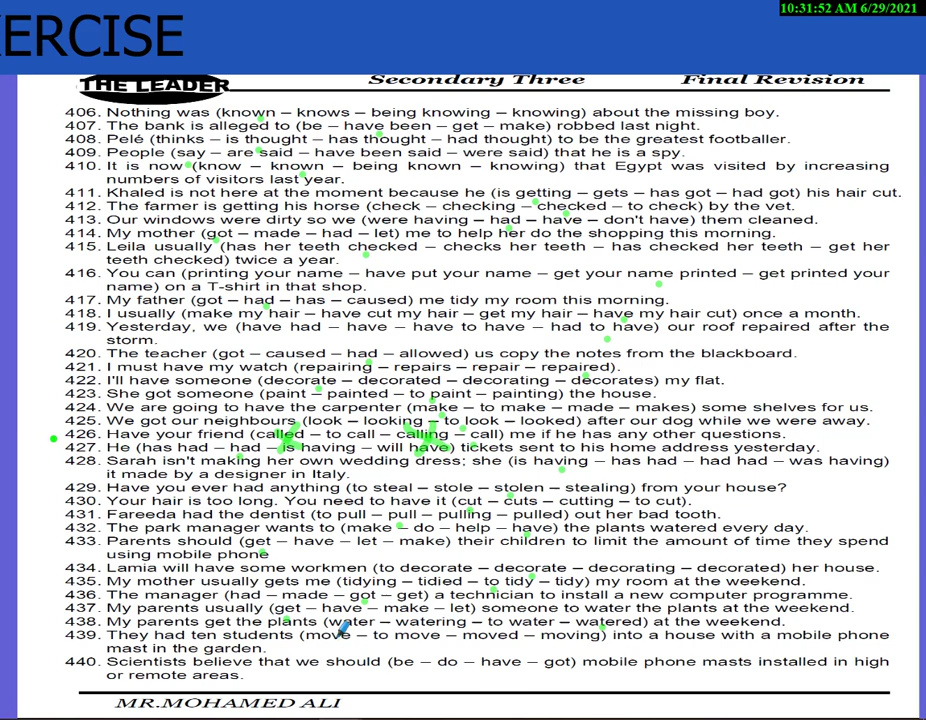 10:31:52 AM 6/29/2021
ERCISE
THE LEADER Secondary Three Final Revision
406. Nothing was (known – knows – being knowing – knowing) about the missing boy.
407. The bank is alleged to (be – have been – get – make) robbed last night.
408. Pelé (thinks – is thought – has thought – had thought) to be the greatest footballer.
409. People (say – are said – have been said – were said) that he is a spy.
410. It is now (know – known – being known – knowing) that Egypt was visited by increasing
numbers of visitors last year.
411. Khaled is not here at the moment because he (is getting – gets – has got – had got) his hair cut.
412. The farmer is getting his horse (check – checking – checked – to check) by the vet.
413. Our windows were dirty so we (were having – had – have – don't have) them cleaned.
414. My mother (got – made – had – let) me to help her do the shopping this morning.
415. Leila usually (has her teeth checked – checks her teeth – has checked her teeth – get her
teeth checked) twice a year.
416. You can (printing your name – have put your name – get your name printed – get printed your
name) on a T-shirt in that shop.
417. My father (got – had – has – caused) me tidy my room this morning.
418. I usually (make my hair – have cut my hair – get my hair – have my hair cut) once a month.
419. Yesterday, we (have had – have – have to have – had to have) our roof repaired after the
storm.
420. The teacher (got – caused – had – allowed) us copy the notes from the blackboard.
421. I must have my watch (repairing – repairs – repair – repaired).
422. I'll have someone (decorate – decorated – decorating – decorates) my flat.
423. She got someone (paint – painted – to paint – painting) the house.
424. We are going to have the carpenter (make – to make – made – makes) some shelves for us.
425. We got our neighbours (look – looking – to look – looked) after our dog while we were away.
426. Have your friend (called – to call – calling – call) me if he has any other questions.
427. He (has had – had – is having – will have) tickets sent to his home address yesterday.
428. Sarah isn't making her own wedding dress; she (is having – has had – had had – was having)
it made by a designer in Italy.
429. Have you ever had anything (to steal – stole – stolen – stealing) from your house?
430. Your hair is too long. You need to have it (cut – cuts – cutting – to cut).
431. Fareeda had the dentist (to pull – pull – pulling – pulled) out her bad tooth.
432. The park manager wants to (make – do – help – have) the plants watered every day.
433. Parents should (get – have – let – make) their children to limit the amount of time they spend
using mobile phone
434. Lamia will have some workmen (to decorate – decorate – decorating – decorated) her house.
435. My mother usually gets me (tidying – tidied – to tidy – tidy) my room at the weekend.
436. The manager (had – made – got – get) a technician to install a new computer programme.
437. My parents usually (get – have – make – let) someone to water the plants at the weekend.
438. My parents get the plants (water – watering – to water – watered) at the weekend.
439. They had ten students (move – to move – moved – moving) into a house with a mobile phone
mast in the garden.
440. Scientists believe that we should (be – do – have – got) mobile phone masts installed in high
or remote areas.
MR.MOHAMED ALI